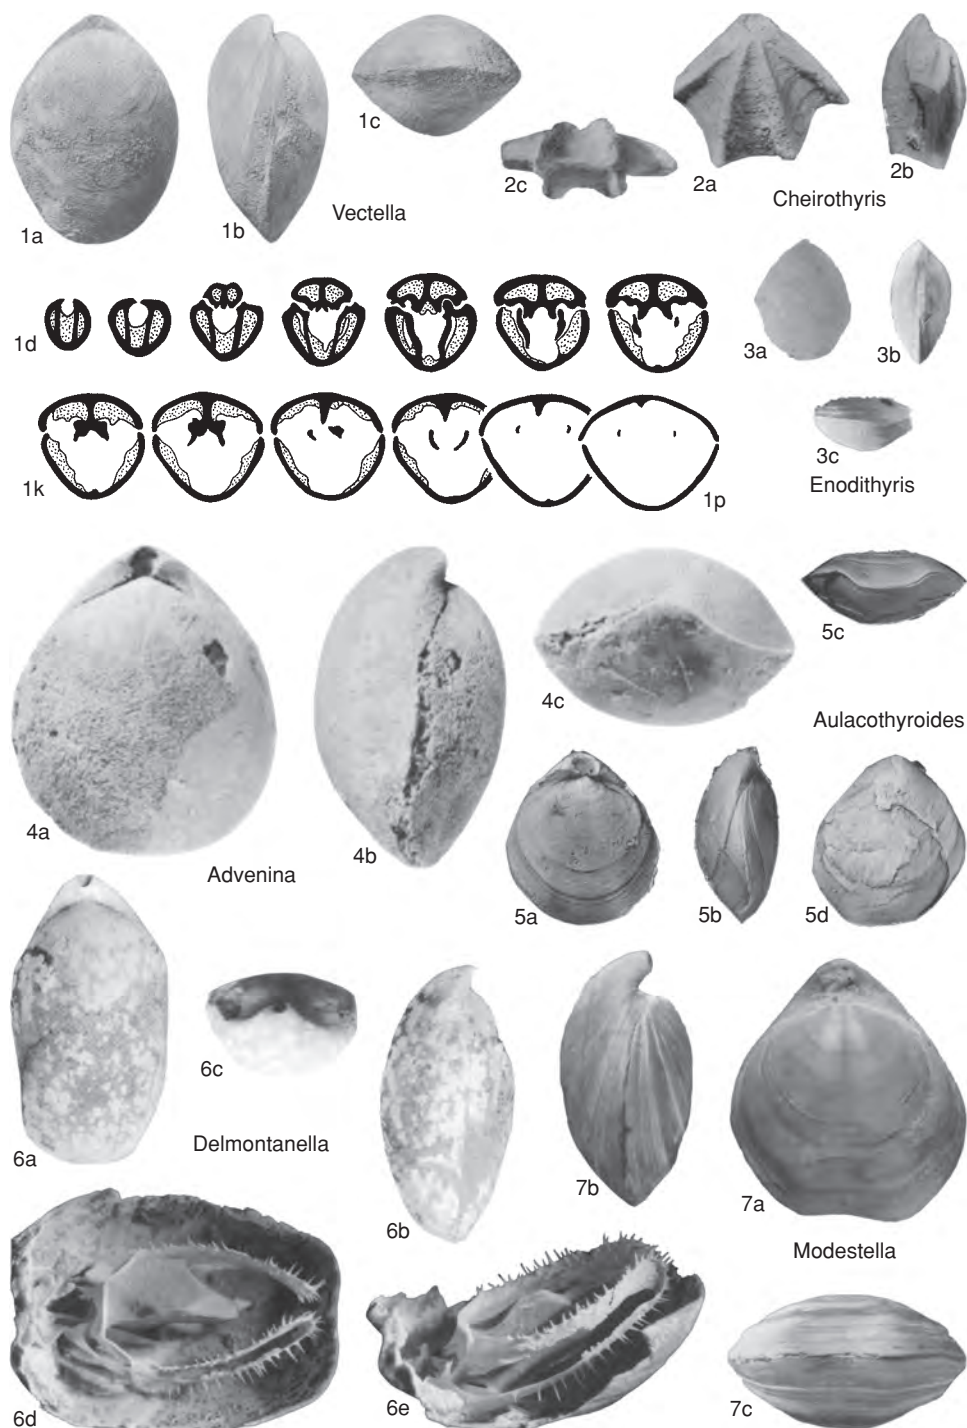 1a
1b
1c
Vectella
2c
2a
2b
Cheirothyris
1d
3a
3b
3c
Enodithyris
1k
1p
4a
4b
4c
Advenina
5c
Aulacothyroides
5a
5b
5d
6a
6c
Delmontanella
6b
7b
7a
Modestella
6d
6e
7c